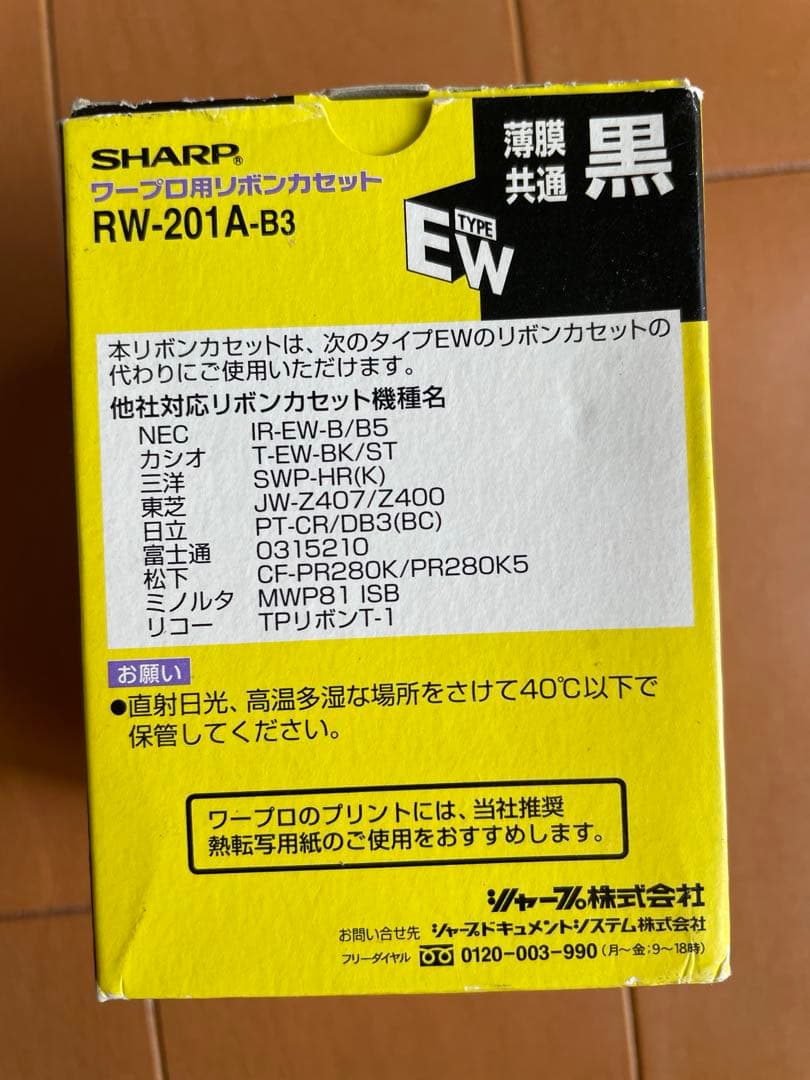 SHARP®
ワープロ用リボンカセット
RW-201A-B3
薄膜
共通
黒
TYPE
EW
本リボンカセットは、次のタイプEWのリボンカセットの
代わりにご使用いただけます。
他社対応リボンカセット機種名
NEC IR-EW-B/B5
カシオ T-EW-BK/ST
三洋 SWP-HR(K)
東芝 JW-Z407/Z400
日立 PT-CR/DB3(BC)
富士通 0315210
松下 CF-PR280K/PR280K5
ミノルタ MWP81 ISB
リコー TPリボンT-1
お願い
●直射日光、高温多湿な場所をさけて40℃以下で
保管してください。
ワープロのプリントには、当社推奨
熱転写用紙のご使用をおすすめします。
シャープ株式会社
お問い合せ先 シャープドキュメントシステム株式会社
フリーダイヤル 0120-003-990(月〜金;9〜18時)